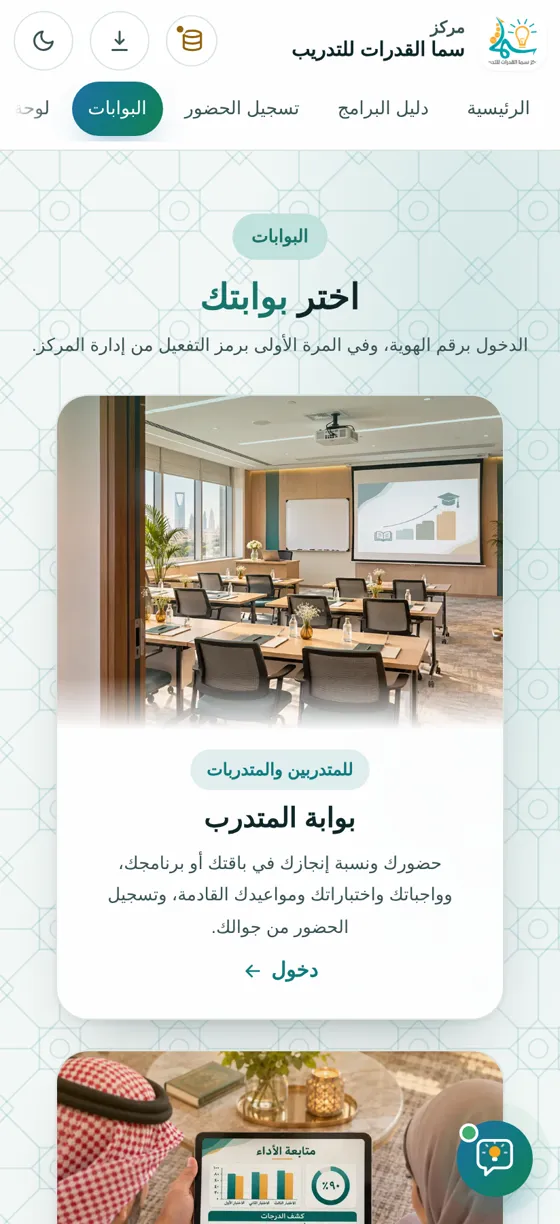 مركز
سما القدرات للتدريب
الرئيسية
دليل البرامج
تسجيل الحضور
البوابات
لوحة
البوابات
اختر بوابتك
الدخول برقم الهوية، وفي المرة الأولى برمز التفعيل من إدارة المركز.
للمتدربين والمتدربات
بوابة المتدرب
حضورك ونسبة إنجازك في باقتك أو برنامجك،
وواجباتك واختباراتك ومواعيدك القادمة، وتسجيل
الحضور من جوالك.
دخول ←
متابعة الأداء
٩٠٪
كشف الدرجات